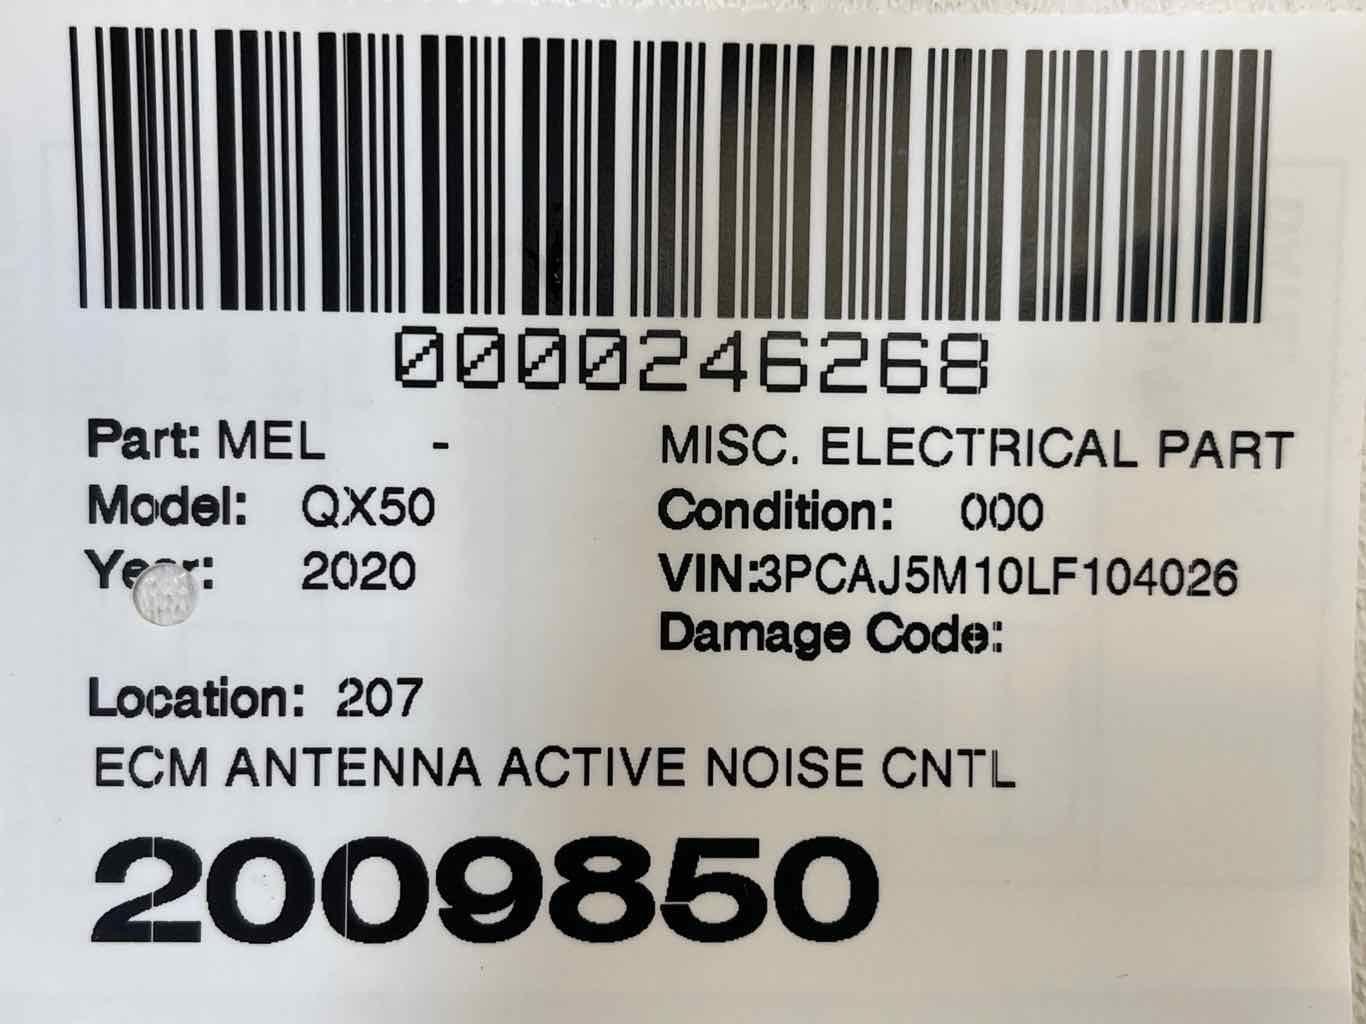 0000246268
Part: MEL - MISC. ELECTRICAL PART
Model: QX50 Condition: 000
Year: 2020 VIN:3PCAJ5M10LF104026
Damage Code:
Location: 207
ECM ANTENNA ACTIVE NOISE CNTL
2009850